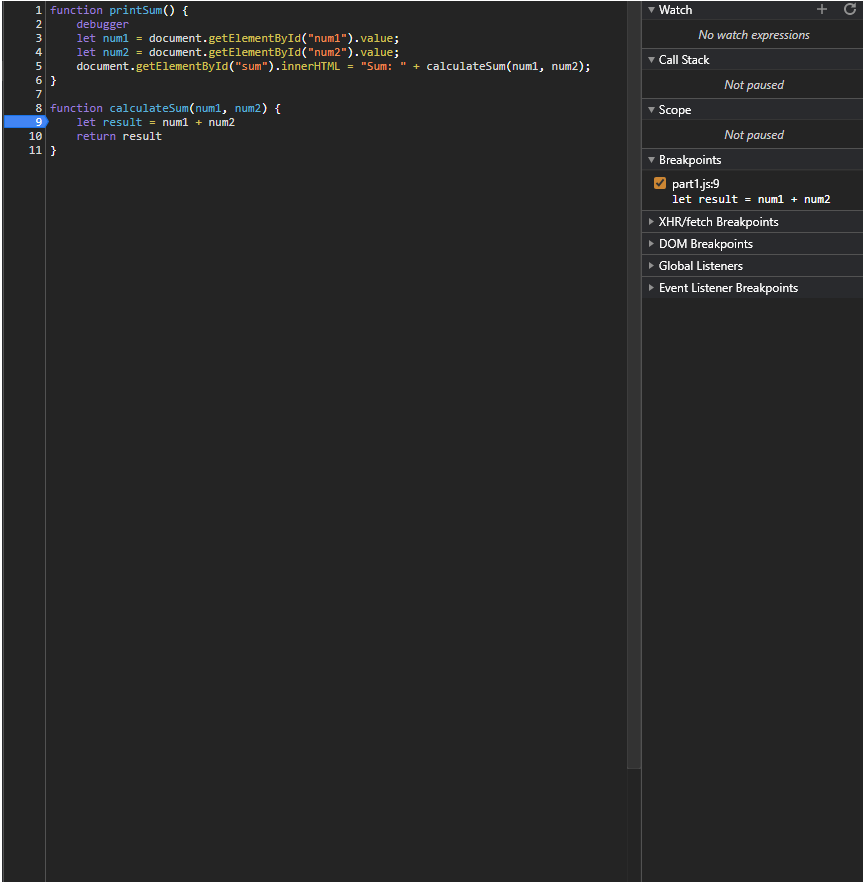 1 function printSum() {
2     debugger
3     let num1 = document.getElementById("num1").value;
4     let num2 = document.getElementById("num2").value;
5     document.getElementById("sum").innerHTML = "Sum: " + calculateSum(num1, num2);
6 }
7
8 function calculateSum(num1, num2) {
9     let result = num1 + num2
10     return result
11 }
Watch
No watch expressions
Call Stack
Not paused
Scope
Not paused
Breakpoints
part1.js:9
let result = num1 + num2
XHR/fetch Breakpoints
DOM Breakpoints
Global Listeners
Event Listener Breakpoints